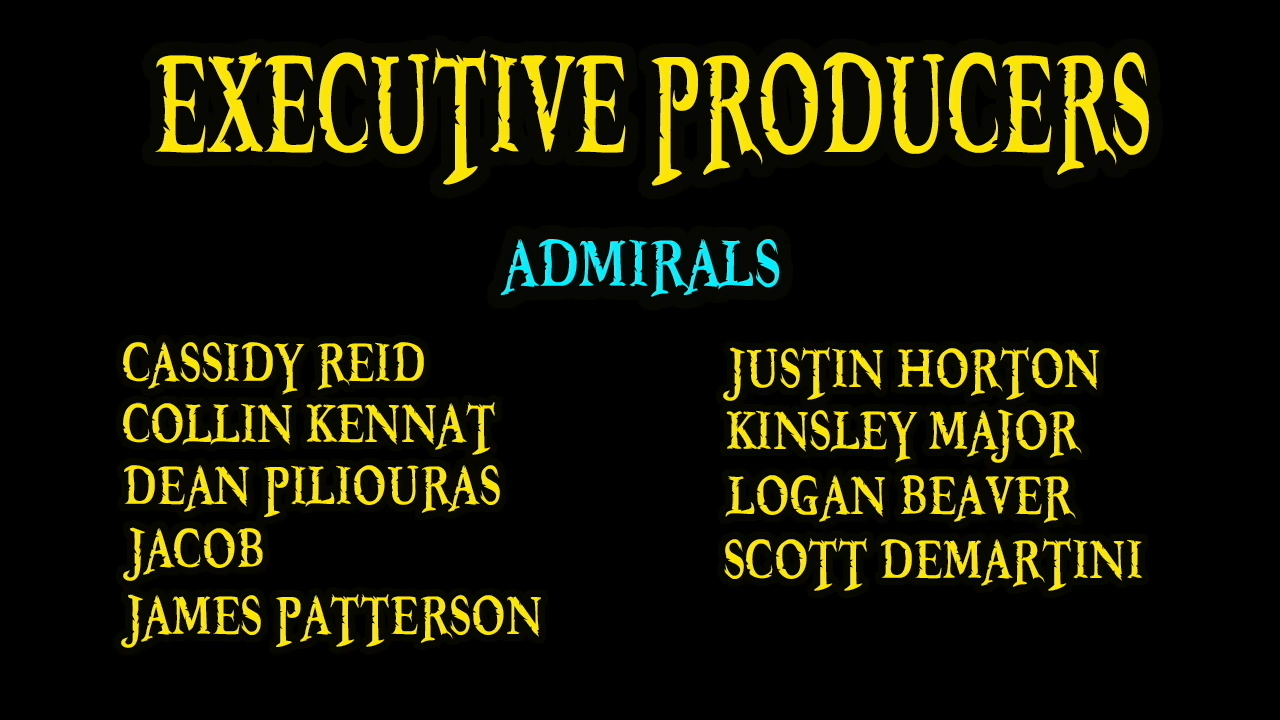 EXECUTIVE PRODUCERS
ADMIRALS
CASSIDY REID
COLLIN KENNAT
DEAN PILIOURAS
JACOB
JAMES PATTERSON
JUSTIN HORTON
KINSLEY MAJOR
LOGAN BEAVER
SCOTT DEMARTINI